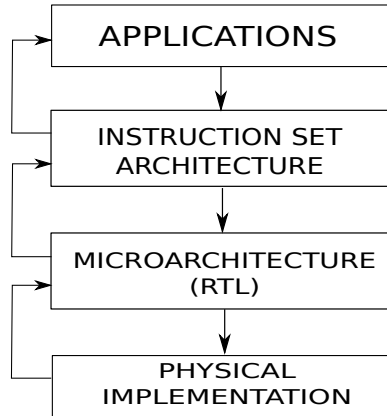 APPLICATIONS
INSTRUCTION SET
ARCHITECTURE
MICROARCHITECTURE
(RTL)
PHYSICAL
IMPLEMENTATION